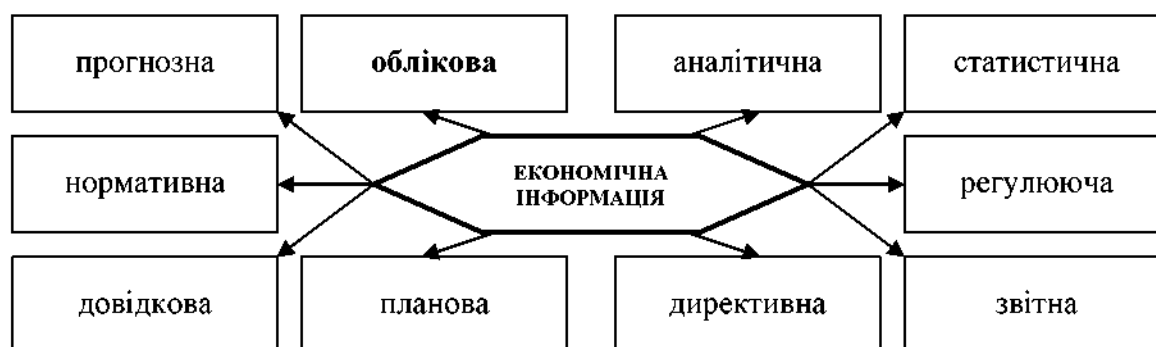 прогнозна
облікова
аналітична
статистична
нормативна
ЕКОНОМІЧНА
ІНФОРМАЦІЯ
регулююча
довідкова
планова
директивна
звітна